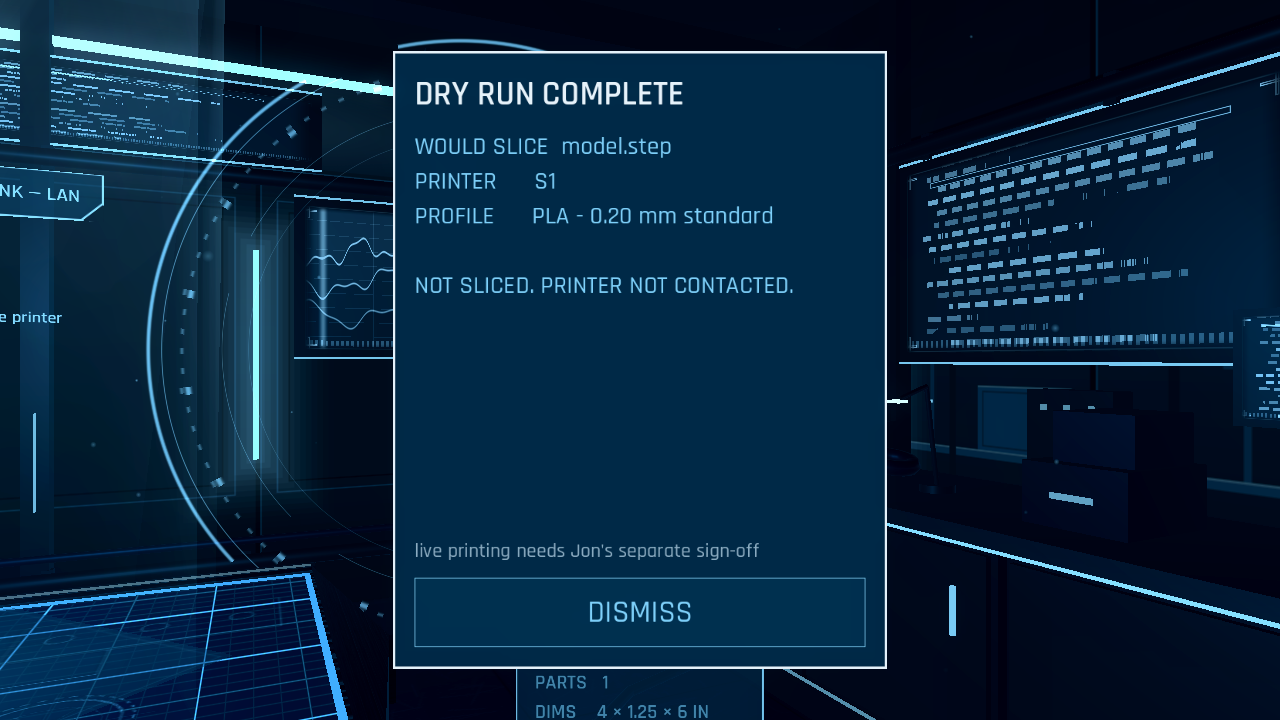 DRY RUN COMPLETE
WOULD SLICE model.step
PRINTER S1
PROFILE PLA - 0.20 mm standard
NOT SLICED. PRINTER NOT CONTACTED.
live printing needs Jon's separate sign-off
DISMISS
NK — LAN
e printer
PARTS 1
DIMS 4 × 1.25 × 6 IN